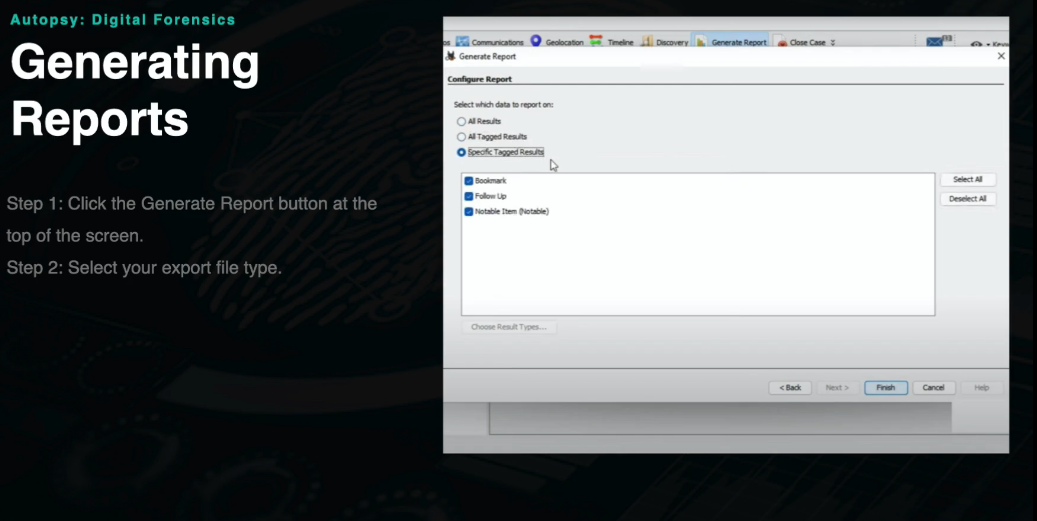 Autopsy: Digital Forensics
Generating
Reports
Step 1: Click the Generate Report button at the
top of the screen.
Step 2: Select your export file type.
Communications Geolocation Timeline Discovery Generate Report Close Case
Generate Report
Configure Report
Select which data to report on:
All Results
All Tagged Results
Specific Tagged Results
Bookmark
Follow Up
Notable Item (Notable)
Select All
Deselect All
Choose Result Types...
< Back Next > Finish Cancel Help